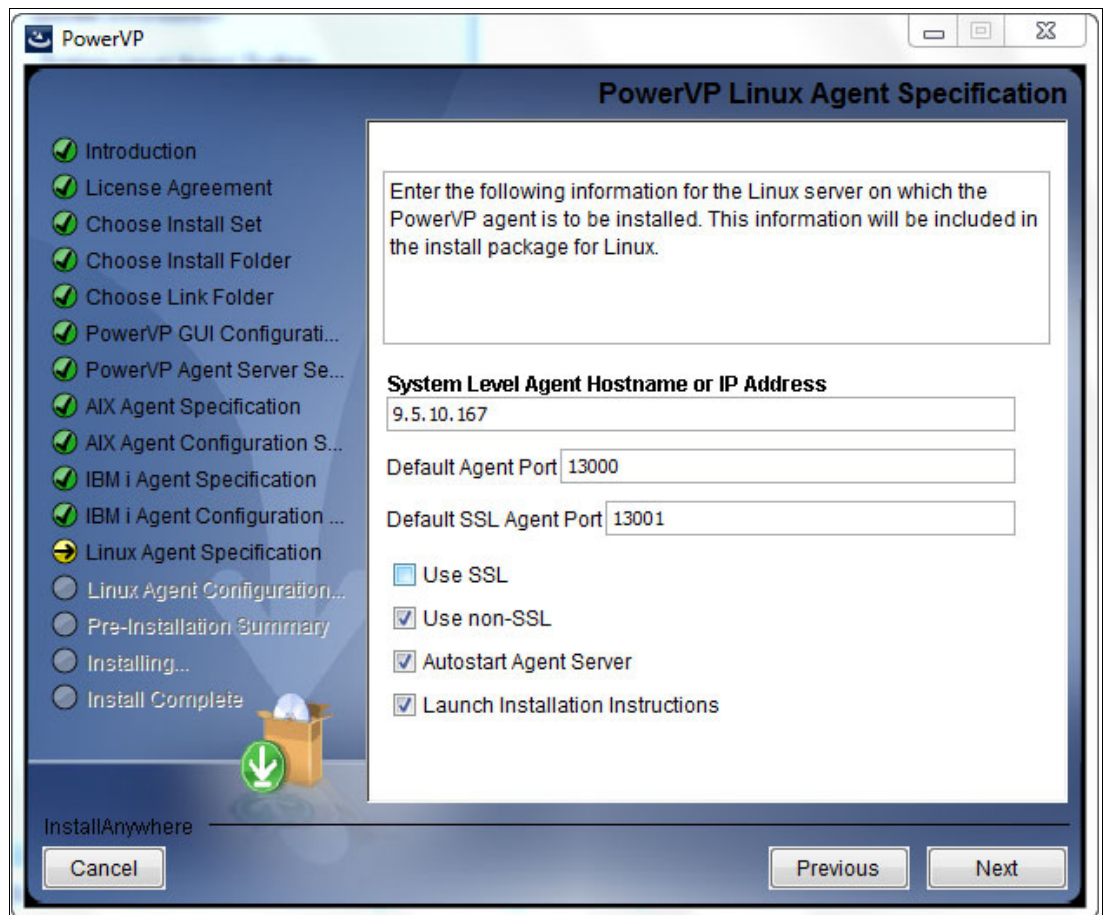 PowerVP
PowerVP Linux Agent Specification
Introduction
License Agreement
Choose Install Set
Choose Install Folder
Choose Link Folder
PowerVP GUI Configurati...
PowerVP Agent Server Se...
AIX Agent Specification
AIX Agent Configuration S...
IBM i Agent Specification
IBM i Agent Configuration ...
Linux Agent Specification
Linux Agent Configuration...
Pre-Installation Summary
Installing...
Install Complete
Enter the following information for the Linux server on which the
PowerVP agent is to be installed. This information will be included in
the install package for Linux.
System Level Agent Hostname or IP Address
9.5.10.167
Default Agent Port 13000
Default SSL Agent Port 13001
Use SSL
Use non-SSL
Autostart Agent Server
Launch Installation Instructions
InstallAnywhere
Cancel
Previous
Next